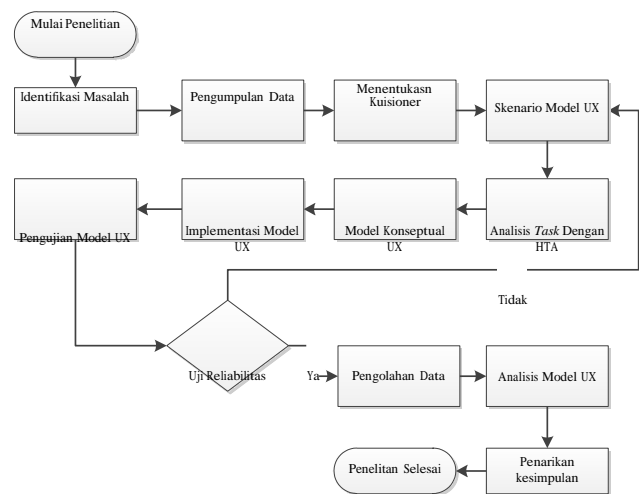 Mulai Penelitian
Identifikasi Masalah
Pengumpulan Data
Menentukasn
Kuisioner
Skenario Model UX
Analisis Task Dengan
HTA
Model Konseptual
UX
Implementasi Model
UX
Pengujian Model UX
Uji Reliabilitas
Tidak
Ya
Pengolahan Data
Analisis Model UX
Penarikan
kesimpulan
Penelitan Selesai